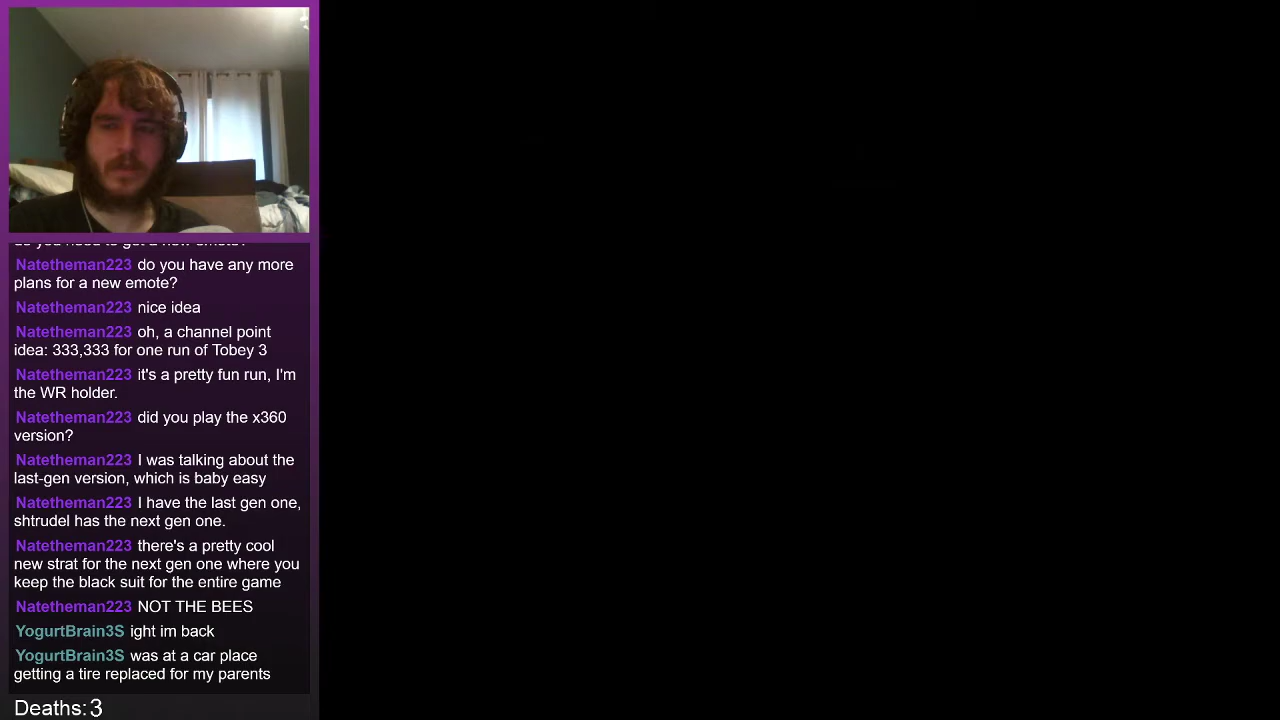 Natetheman223 do you have any more
plans for a new emote?
Natetheman223 nice idea
Natetheman223 oh, a channel point
idea: 333,333 for one run of Tobey 3
Natetheman223 it's a pretty fun run, I'm
the WR holder.
Natetheman223 did you play the x360
version?
Natetheman223 I was talking about the
last-gen version, which is baby easy
Natetheman223 I have the last gen one,
shtrudel has the next gen one.
Natetheman223 there's a pretty cool
new strat for the next gen one where you
keep the black suit for the entire game
Natetheman223 NOT THE BEES
YogurtBrain3S ight im back
YogurtBrain3S was at a car place
getting a tire replaced for my parents
Deaths:3